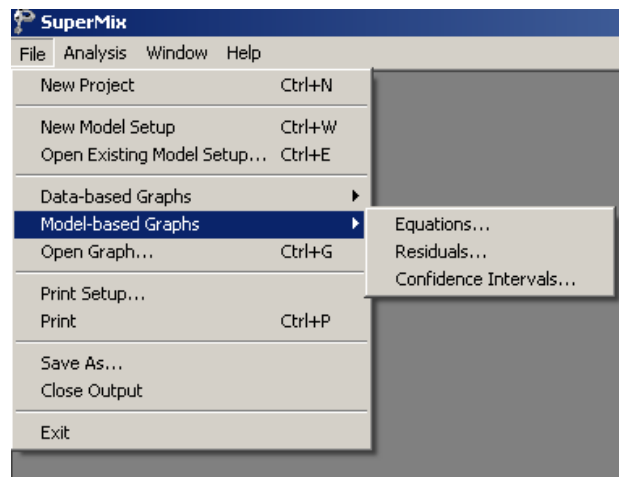 SuperMix
File Analysis Window Help
New Project Ctrl+N
New Model Setup Ctrl+W
Open Existing Model Setup... Ctrl+E
Data-based Graphs
Model-based Graphs
Open Graph... Ctrl+G
Print Setup...
Print Ctrl+P
Save As...
Close Output
Exit
Equations...
Residuals...
Confidence Intervals...